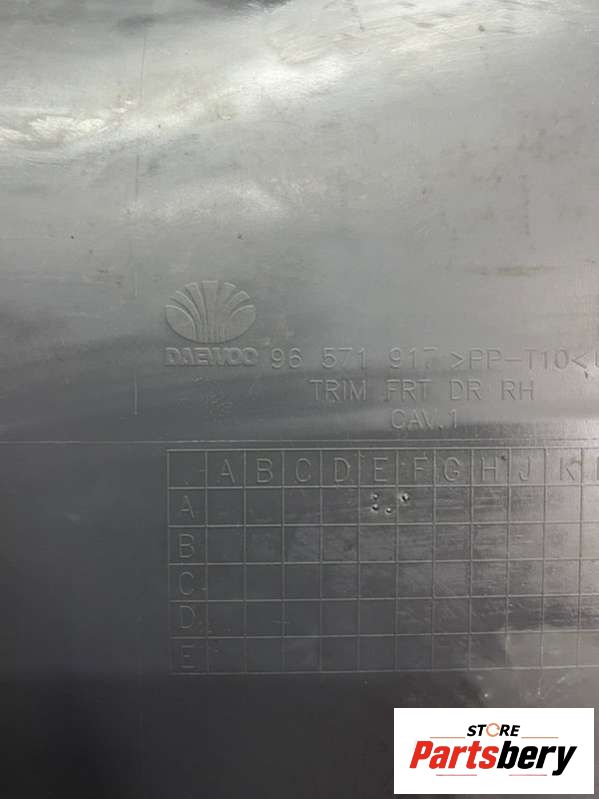 DAEWOO 96 571 917 >PP-T10<
TRIM FRT DR RH
CAV.1
. A B C D E F G H J K
A
B
C
D
E
STORE
Partsbery